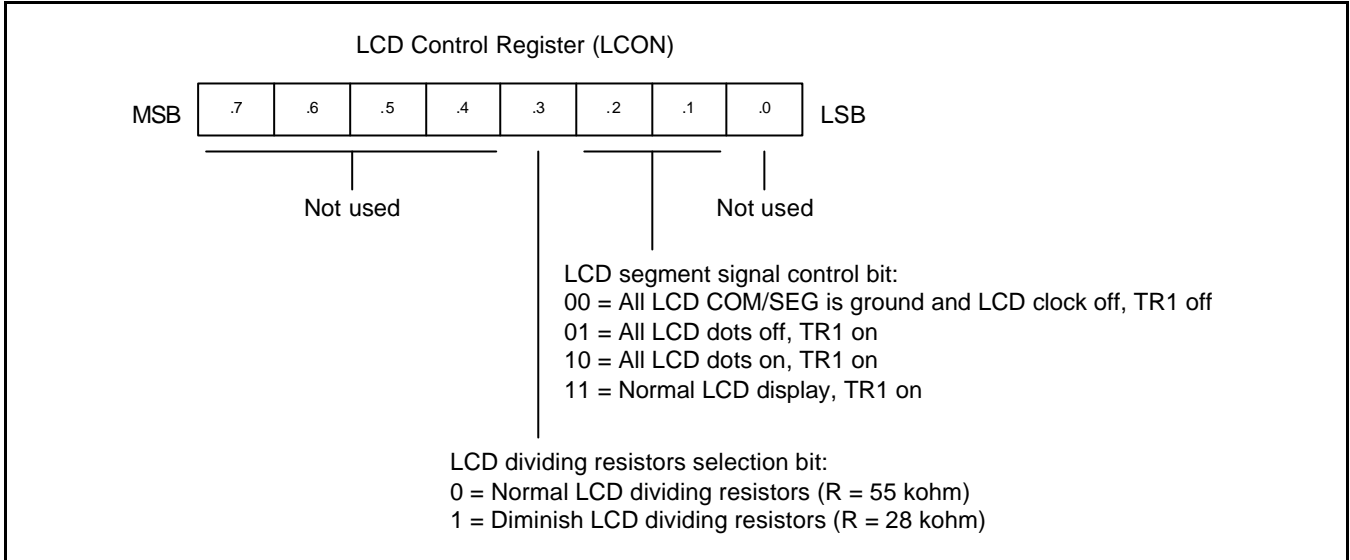 LCD Control Register (LCON)
MSB .7 .6 .5 .4 .3 .2 .1 .0 LSB
Not used Not used
LCD segment signal control bit:
00 = All LCD COM/SEG is ground and LCD clock off, TR1 off
01 = All LCD dots off, TR1 on
10 = All LCD dots on, TR1 on
11 = Normal LCD display, TR1 on
LCD dividing resistors selection bit:
0 = Normal LCD dividing resistors (R = 55 kohm)
1 = Diminish LCD dividing resistors (R = 28 kohm)